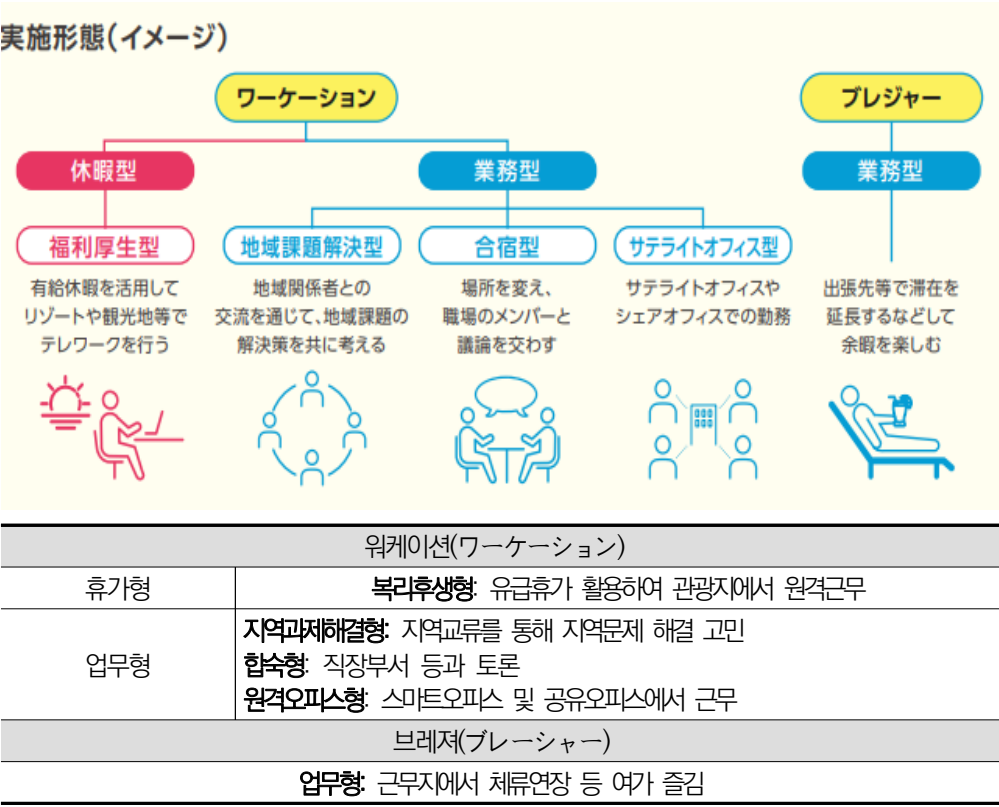 実施形態(イメージ)
ワーケーション
ブレジャー
休暇型
業務型
業務型
福利厚生型
地域課題解決型
合宿型
サテライトオフィス型
有給休暇を活用して
リゾートや観光地等で
テレワークを行う
地域関係者との
交流を通じて、地域課題の
解決策を共に考える
場所を変え、
職場のメンバーと
議論を交わす
サテライトオフィスや
シェアオフィスでの勤務
出張先等で滞在を
延長するなどして
余暇を楽しむ
워케이션(ワーケーション)
휴가형
복리후생형: 유급휴가 활용하여 관광지에서 원격근무
업무형
지역과제해결형: 지역교류를 통해 지역문제 해결 고민
합숙형: 직장부서 등과 토론
원격오피스형: 스마트오피스 및 공유오피스에서 근무
브레져(ブレーシャー)
업무형: 근무지에서 체류연장 등 여가 즐김